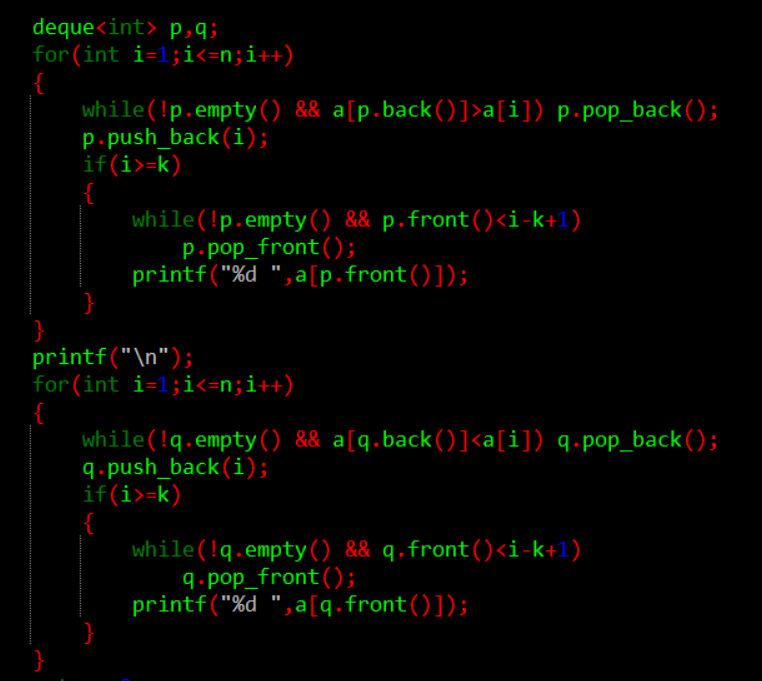 deque<int> p,q;
for(int i=1;i<=n;i++)
{
while(!p.empty() && a[p.back()]>a[i]) p.pop_back();
p.push_back(i);
if(i>=k)
{
while(!p.empty() && p.front()<i-k+1)
p.pop_front();
printf("%d ",a[p.front()]);
}
}
printf("\n");
for(int i=1;i<=n;i++)
{
while(!q.empty() && a[q.back()]<a[i]) q.pop_back();
q.push_back(i);
if(i>=k)
{
while(!q.empty() && q.front()<i-k+1)
q.pop_front();
printf("%d ",a[q.front()]);
}
}